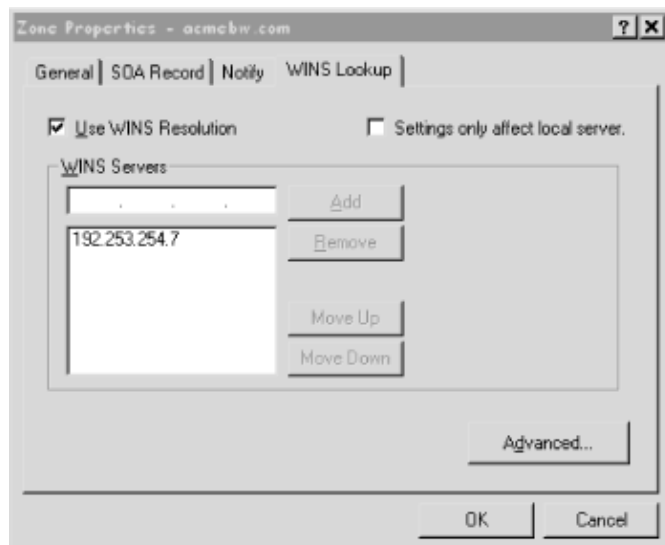 Zone Properties - acmebw.com
? X
General SOA Record Notify WINS Lookup
Use WINS Resolution Settings only affect local server.
WINS Servers
. . . Add
192.253.254.7 Remove
Move Up
Move Down
Advanced...
OK Cancel